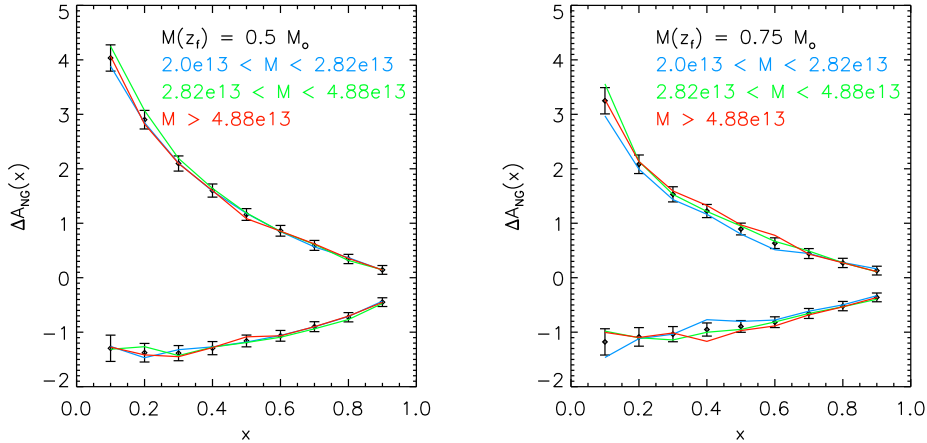 M(z_f) = 0.5 M_o
2.0e13 < M < 2.82e13
2.82e13 < M < 4.88e13
M > 4.88e13
5
4
3
2
1
0
−1
−2
ΔA_NG(x)
0.0 0.2 0.4 0.6 0.8 1.0
x
M(z_f) = 0.75 M_o
2.0e13 < M < 2.82e13
2.82e13 < M < 4.88e13
M > 4.88e13
5
4
3
2
1
0
−1
−2
ΔA_NG(x)
0.0 0.2 0.4 0.6 0.8 1.0
x